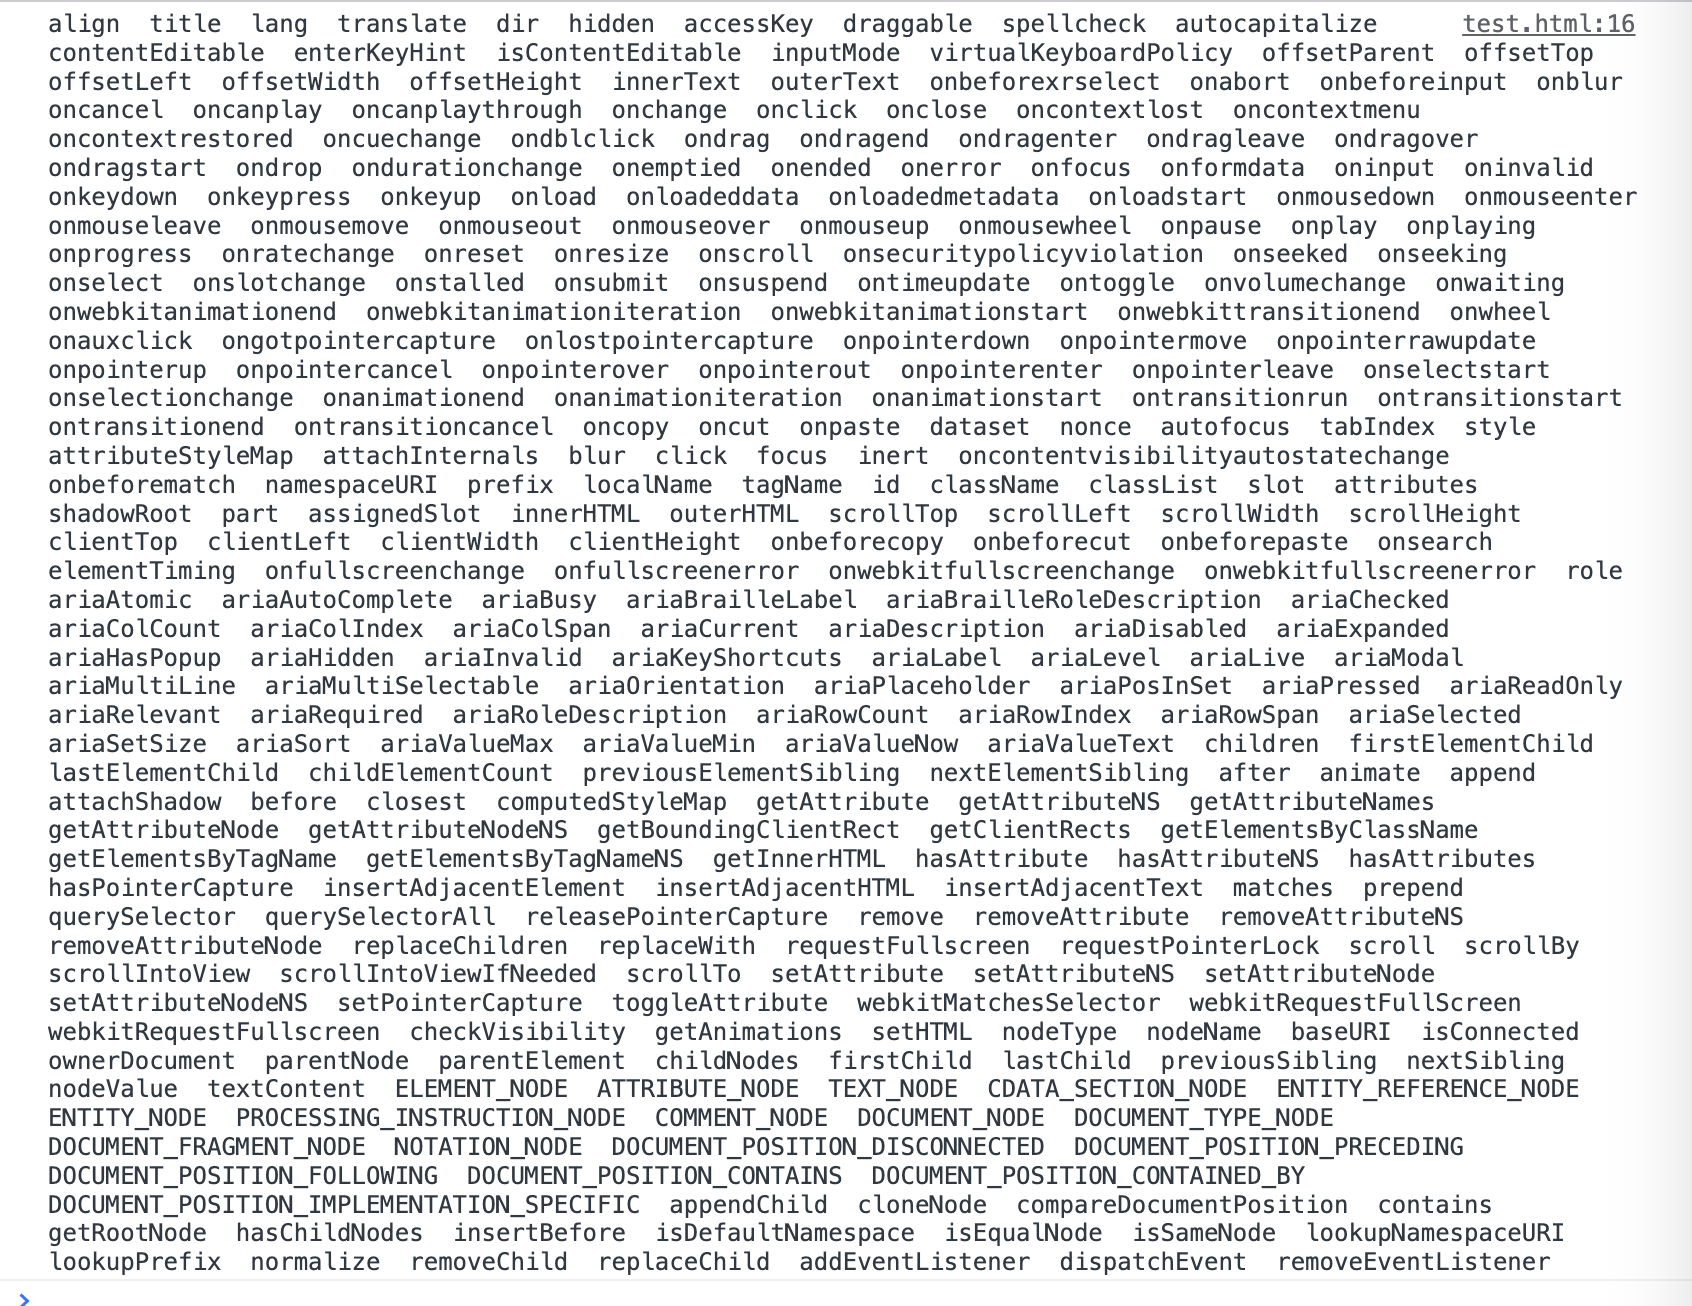 align  title  lang  translate  dir  hidden  accessKey  draggable  spellcheck  autocapitalize  test.html:16
contentEditable  enterKeyHint  isContentEditable  inputMode  virtualKeyboardPolicy  offsetParent  offsetTop
offsetLeft  offsetWidth  offsetHeight  innerText  outerText  onbeforexrselect  onabort  onbeforeinput  onblur
oncancel  oncanplay  oncanplaythrough  onchange  onclick  onclose  oncontextlost  oncontextmenu
oncontextrestored  oncuechange  ondblclick  ondrag  ondragend  ondragenter  ondragleave  ondragover
ondragstart  ondrop  ondurationchange  onemptied  onended  onerror  onfocus  onformdata  oninput  oninvalid
onkeydown  onkeypress  onkeyup  onload  onloadeddata  onloadedmetadata  onloadstart  onmousedown  onmouseenter
onmouseleave  onmousemove  onmouseout  onmouseover  onmouseup  onmousewheel  onpause  onplay  onplaying
onprogress  onratechange  onreset  onresize  onscroll  onsecuritypolicyviolation  onseeked  onseeking
onselect  onslotchange  onstalled  onsubmit  onsuspend  ontimeupdate  ontoggle  onvolumechange  onwaiting
onwebkitanimationend  onwebkitanimationiteration  onwebkitanimationstart  onwebkittransitionend  onwheel
onauxclick  ongotpointercapture  onlostpointercapture  onpointerdown  onpointermove  onpointerrawupdate
onpointerup  onpointercancel  onpointerover  onpointerout  onpointerenter  onpointerleave  onselectstart
onselectionchange  onanimationend  onanimationiteration  onanimationstart  ontransitionrun  ontransitionstart
ontransitionend  ontransitioncancel  oncopy  oncut  onpaste  dataset  nonce  autofocus  tabIndex  style
attributeStyleMap  attachInternals  blur  click  focus  inert  oncontentvisibilityautostatechange
onbeforematch  namespaceURI  prefix  localName  tagName  id  className  classList  slot  attributes
shadowRoot  part  assignedSlot  innerHTML  outerHTML  scrollTop  scrollLeft  scrollWidth  scrollHeight
clientTop  clientLeft  clientWidth  clientHeight  onbeforecopy  onbeforecut  onbeforepaste  onsearch
elementTiming  onfullscreenchange  onfullscreenerror  onwebkitfullscreenchange  onwebkitfullscreenerror  role
ariaAtomic  ariaAutoComplete  ariaBusy  ariaBrailleLabel  ariaBrailleRoleDescription  ariaChecked
ariaColCount  ariaColIndex  ariaColSpan  ariaCurrent  ariaDescription  ariaDisabled  ariaExpanded
ariaHasPopup  ariaHidden  ariaInvalid  ariaKeyShortcuts  ariaLabel  ariaLevel  ariaLive  ariaModal
ariaMultiLine  ariaMultiSelectable  ariaOrientation  ariaPlaceholder  ariaPosInSet  ariaPressed  ariaReadOnly
ariaRelevant  ariaRequired  ariaRoleDescription  ariaRowCount  ariaRowIndex  ariaRowSpan  ariaSelected
ariaSetSize  ariaSort  ariaValueMax  ariaValueMin  ariaValueNow  ariaValueText  children  firstElementChild
lastElementChild  childElementCount  previousElementSibling  nextElementSibling  after  animate  append
attachShadow  before  closest  computedStyleMap  getAttribute  getAttributeNS  getAttributeNames
getAttributeNode  getAttributeNodeNS  getBoundingClientRect  getClientRects  getElementsByClassName
getElementsByTagName  getElementsByTagNameNS  getInnerHTML  hasAttribute  hasAttributeNS  hasAttributes
hasPointerCapture  insertAdjacentElement  insertAdjacentHTML  insertAdjacentText  matches  prepend
querySelector  querySelectorAll  releasePointerCapture  remove  removeAttribute  removeAttributeNS
removeAttributeNode  replaceChildren  replaceWith  requestFullscreen  requestPointerLock  scroll  scrollBy
scrollIntoView  scrollIntoViewIfNeeded  scrollTo  setAttribute  setAttributeNS  setAttributeNode
setAttributeNodeNS  setPointerCapture  toggleAttribute  webkitMatchesSelector  webkitRequestFullScreen
webkitRequestFullscreen  checkVisibility  getAnimations  setHTML  nodeType  nodeName  baseURI  isConnected
ownerDocument  parentNode  parentElement  childNodes  firstChild  lastChild  previousSibling  nextSibling
nodeValue  textContent  ELEMENT_NODE  ATTRIBUTE_NODE  TEXT_NODE  CDATA_SECTION_NODE  ENTITY_REFERENCE_NODE
ENTITY_NODE  PROCESSING_INSTRUCTION_NODE  COMMENT_NODE  DOCUMENT_NODE  DOCUMENT_TYPE_NODE
DOCUMENT_FRAGMENT_NODE  NOTATION_NODE  DOCUMENT_POSITION_DISCONNECTED  DOCUMENT_POSITION_PRECEDING
DOCUMENT_POSITION_FOLLOWING  DOCUMENT_POSITION_CONTAINS  DOCUMENT_POSITION_CONTAINED_BY
DOCUMENT_POSITION_IMPLEMENTATION_SPECIFIC  appendChild  cloneNode  compareDocumentPosition  contains
getRootNode  hasChildNodes  insertBefore  isDefaultNamespace  isEqualNode  isSameNode  lookupNamespaceURI
lookupPrefix  normalize  removeChild  replaceChild  addEventListener  dispatchEvent  removeEventListener